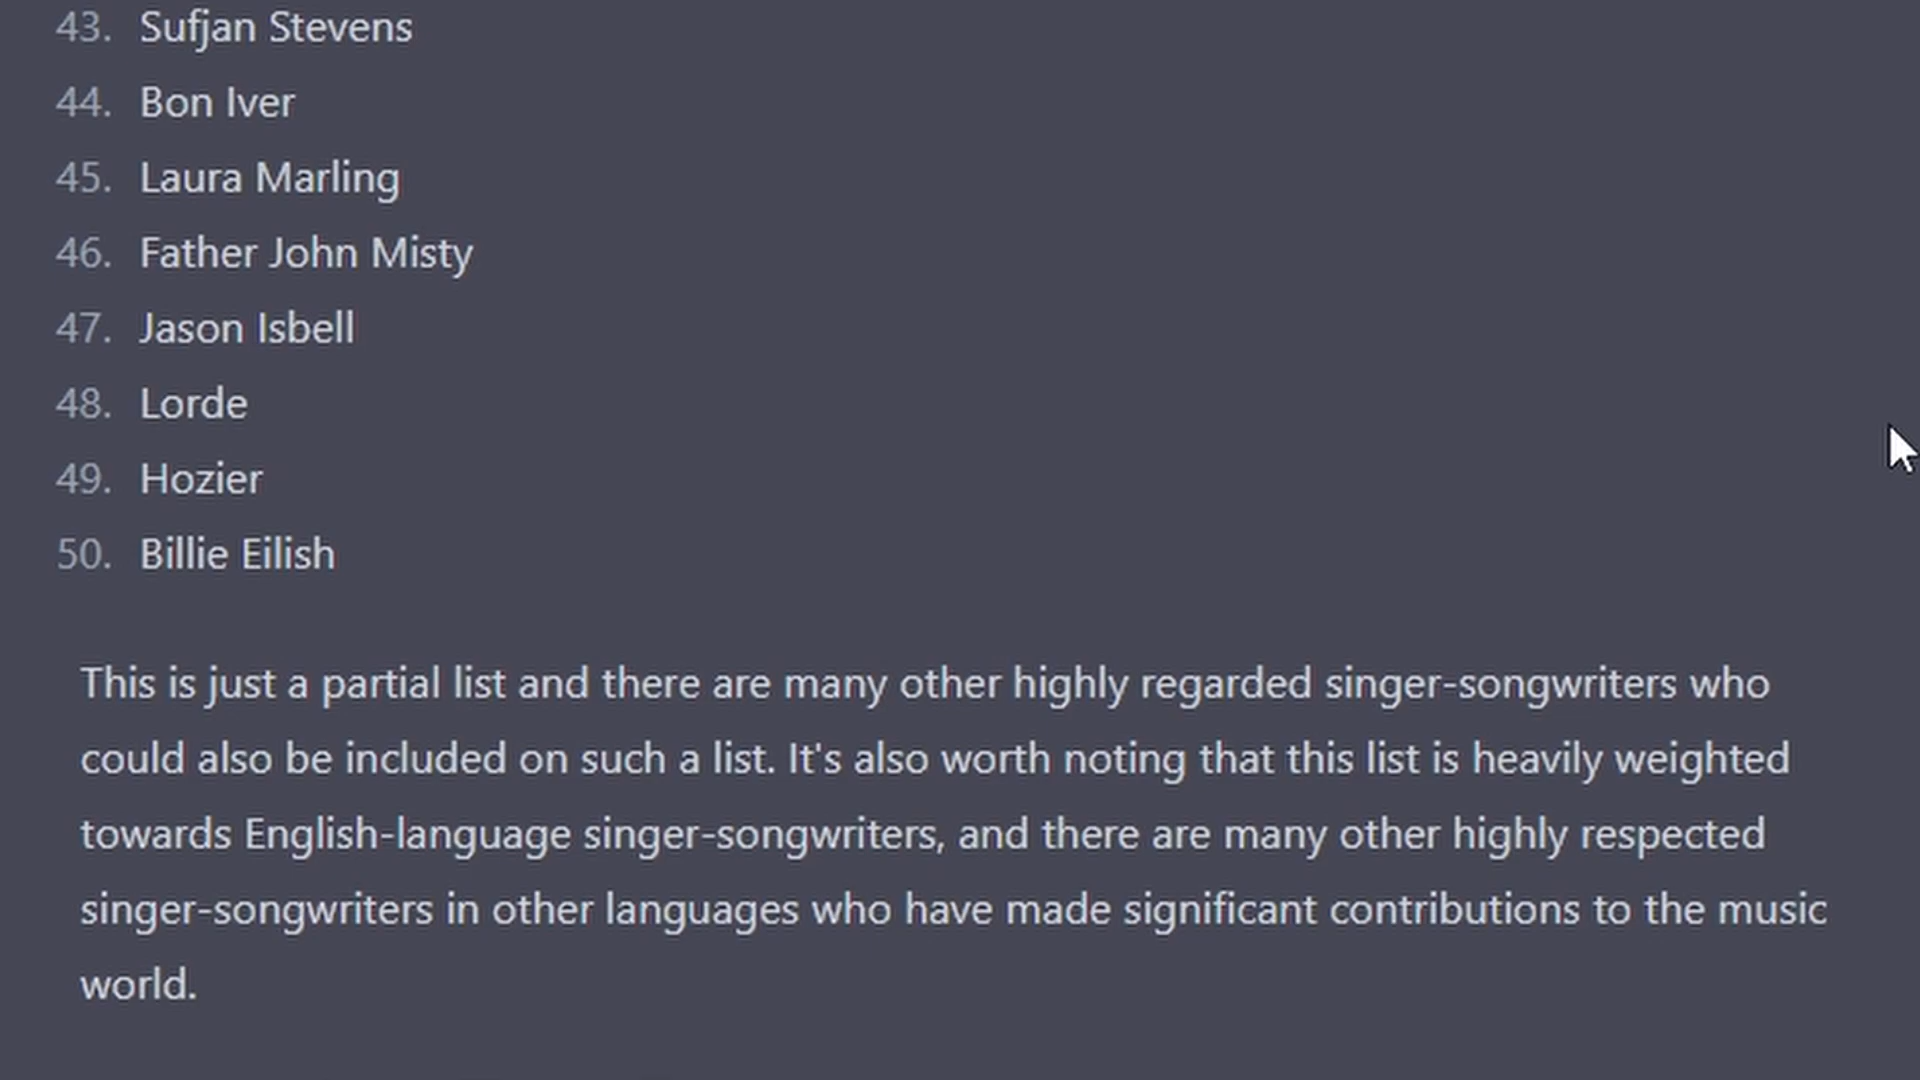 43. Sufjan Stevens
44. Bon Iver
45. Laura Marling
46. Father John Misty
47. Jason Isbell
48. Lorde
49. Hozier
50. Billie Eilish
This is just a partial list and there are many other highly regarded singer-songwriters who
could also be included on such a list. It's also worth noting that this list is heavily weighted
towards English-language singer-songwriters, and there are many other highly respected
singer-songwriters in other languages who have made significant contributions to the music
world.